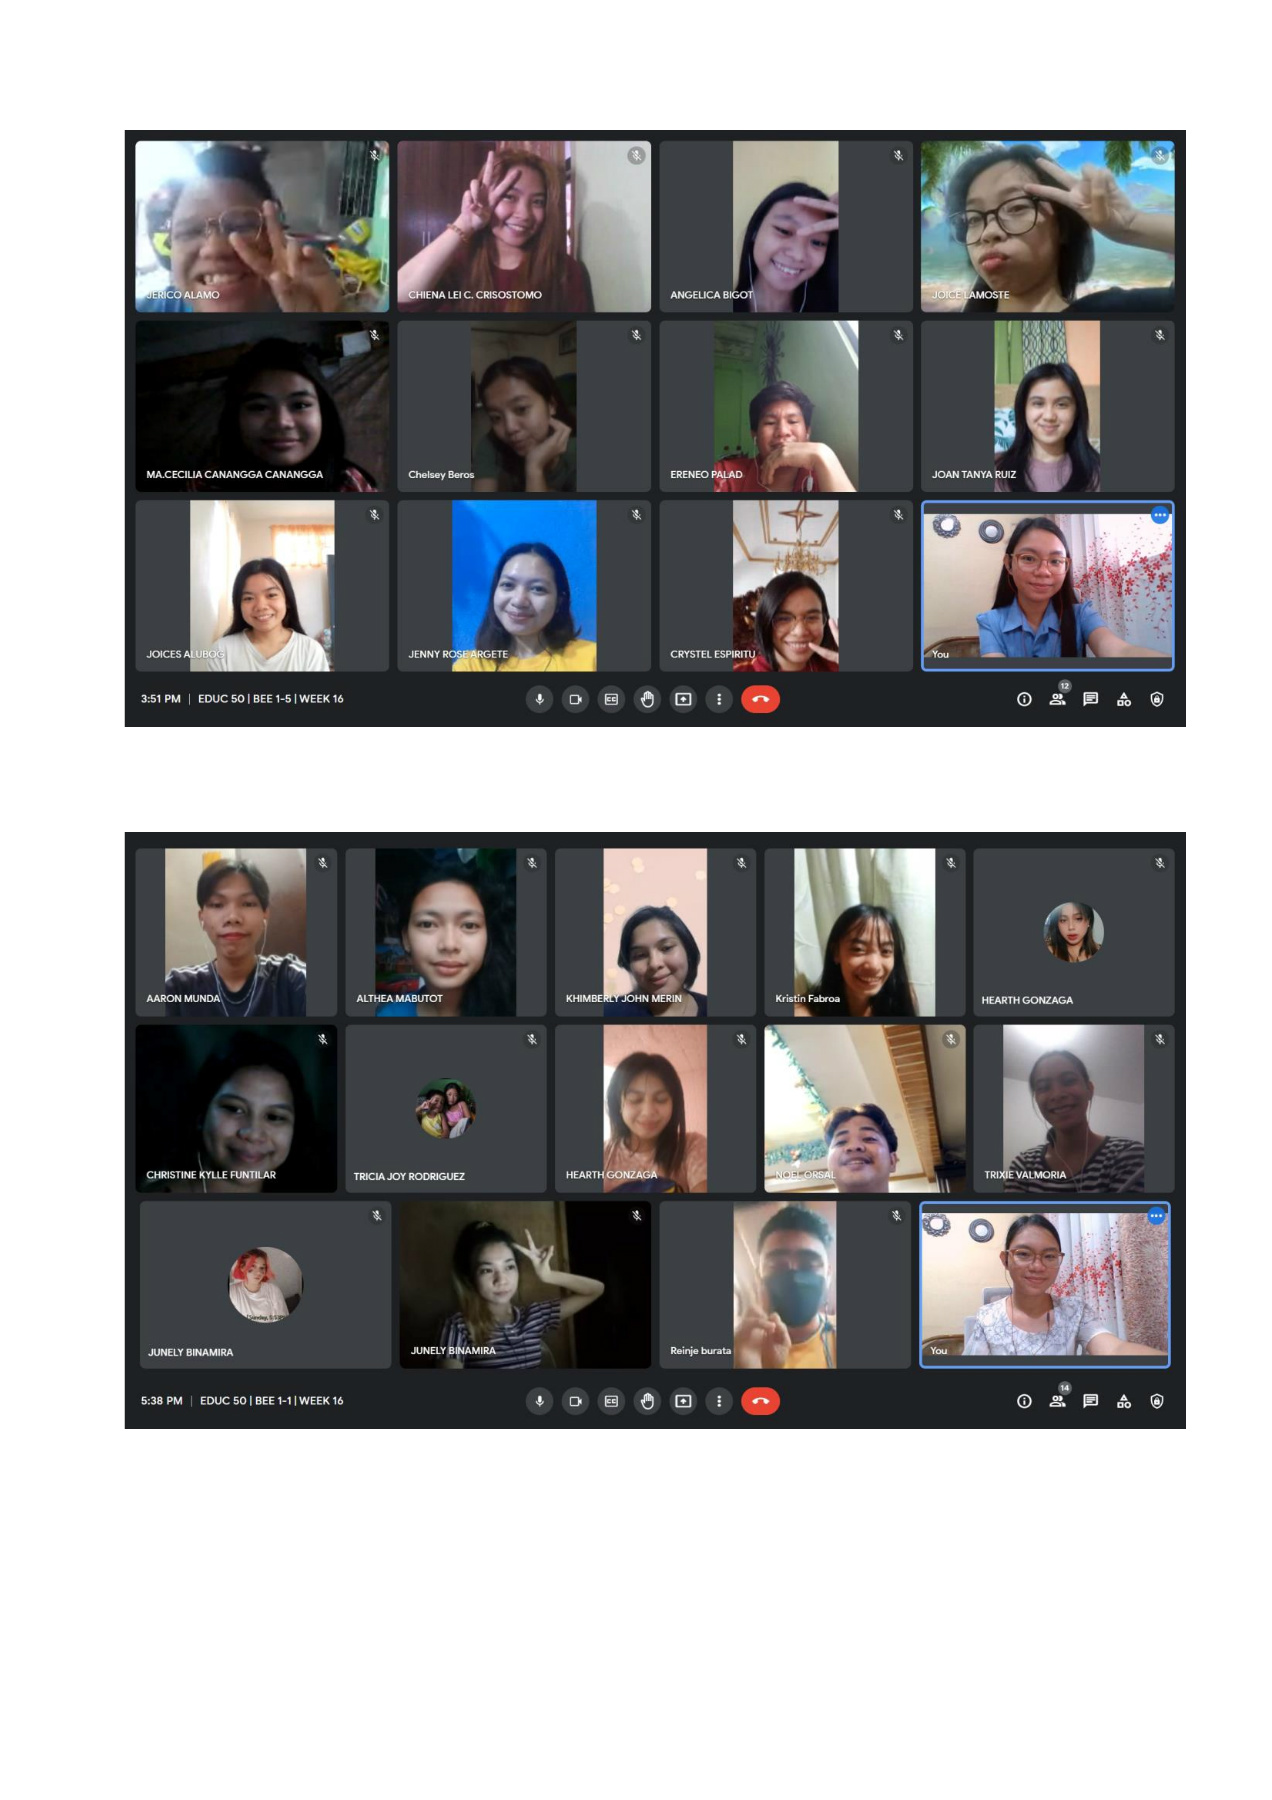 JERICO ALAMO
CHIENA LEI C. CRISOSTOMO
ANGELICA BIGOT
JOICE LAMOSTE
MA.CECILIA CANANGGA CANANGGA
Chelsey Beros
ERENEO PALAD
JOAN TANYA RUIZ
JOICES ALUBOG
JENNY ROSE ARGETE
CRYSTEL ESPIRITU
You
3:51 PM | EDUC 50 | BEE 1-5 | WEEK 16
12
AARON MUNDA
ALTHEA MABUTOT
KHIMBERLY JOHN MERIN
Kristin Fabroa
HEARTH GONZAGA
CHRISTINE KYLLE FUNTILAR
TRICIA JOY RODRIGUEZ
HEARTH GONZAGA
NOEL ORSAL
TRIXIE VALMORIA
JUNELY BINAMIRA
JUNELY BINAMIRA
Reinje burata
You
5:38 PM | EDUC 50 | BEE 1-1 | WEEK 16
14